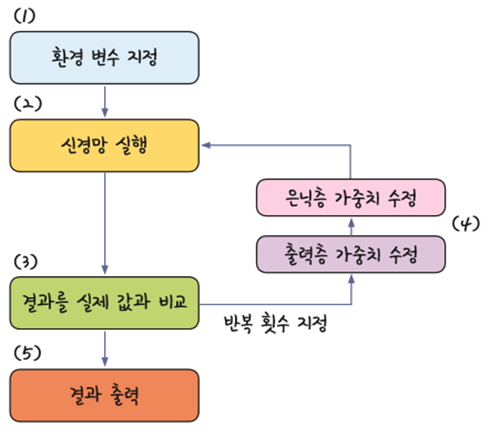 (1)
환경 변수 지정
(2)
신경망 실행
은닉층 가중치 수정
(4)
출력층 가중치 수정
(3)
결과를 실제 값과 비교
반복 횟수 지정
(5)
결과 출력